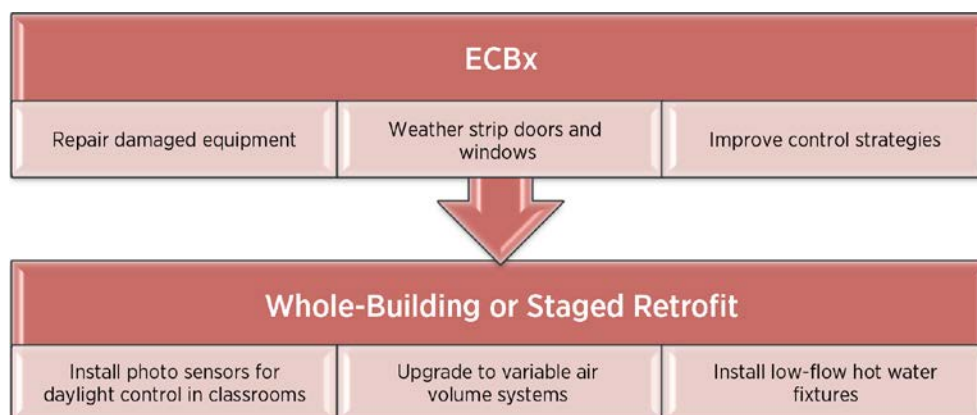 ECBx
Repair damaged equipment
Weather strip doors and
windows
Improve control strategies
Whole-Building or Staged Retrofit
Install photo sensors for
daylight control in classrooms
Upgrade to variable air
volume systems
Install low-flow hot water
fixtures